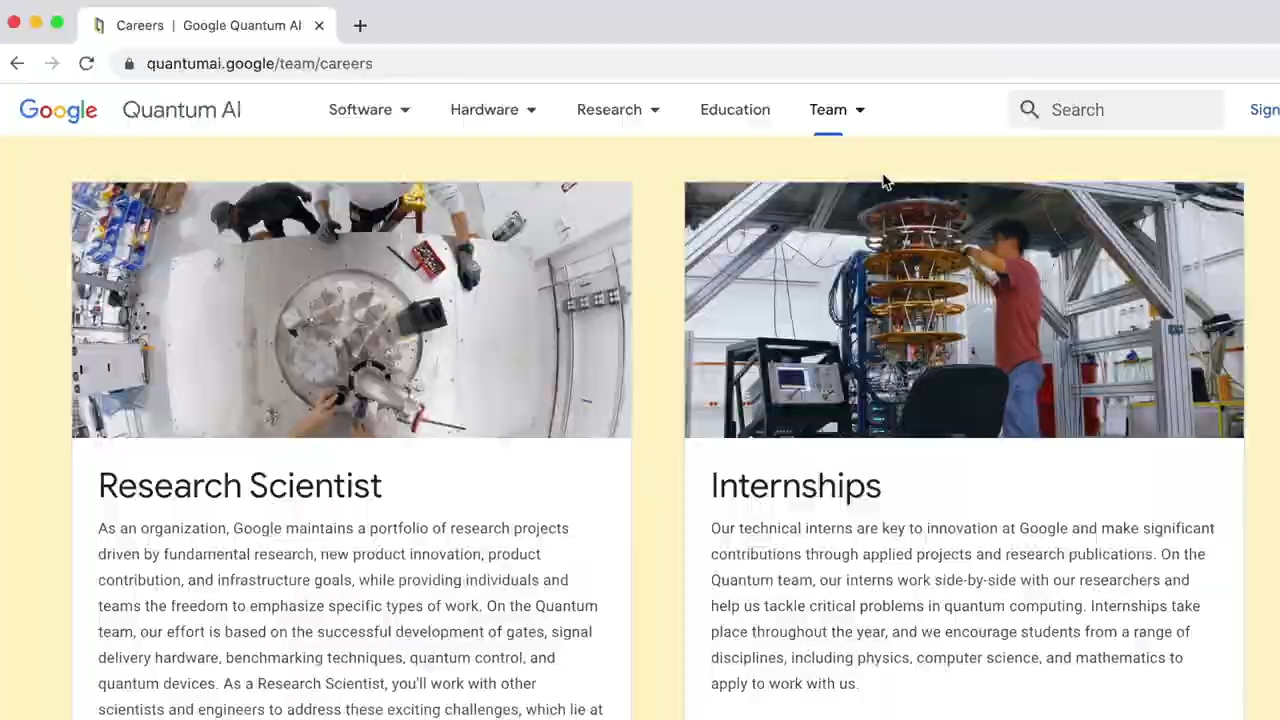 Careers | Google Quantum AI
quantumai.google/team/careers
Google Quantum AI Software Hardware Research Education Team Search Sign
Research Scientist
As an organization, Google maintains a portfolio of research projects
driven by fundamental research, new product innovation, product
contribution, and infrastructure goals, while providing individuals and
teams the freedom to emphasize specific types of work. On the Quantum
team, our effort is based on the successful development of gates, signal
delivery hardware, benchmarking techniques, quantum control, and
quantum devices. As a Research Scientist, you'll work with other
scientists and engineers to address these exciting challenges, which lie at
Internships
Our technical interns are key to innovation at Google and make significant
contributions through applied projects and research publications. On the
Quantum team, our interns work side-by-side with our researchers and
help us tackle critical problems in quantum computing. Internships take
place throughout the year, and we encourage students from a range of
disciplines, including physics, computer science, and mathematics to
apply to work with us.